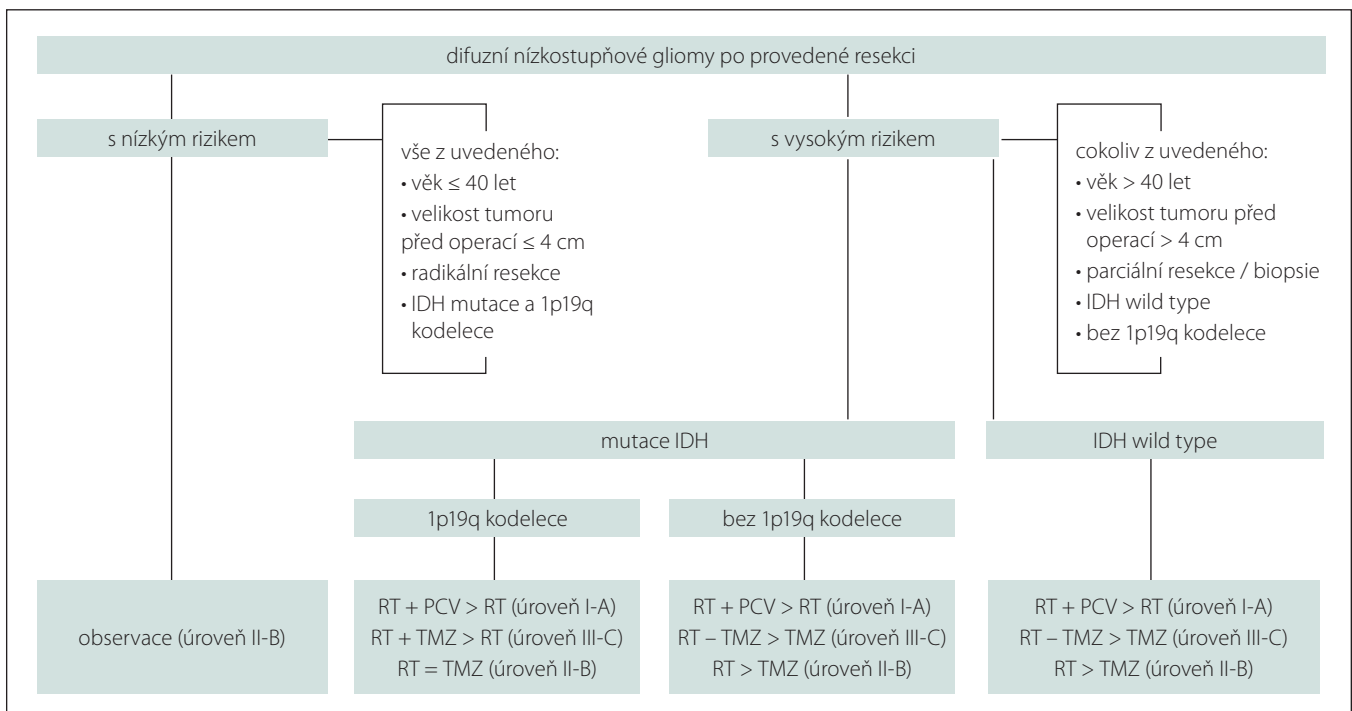 difuzní nízkostupňové gliomy po provedené resekci
s nízkým rizikem
vše z uvedeného:
• věk ≤ 40 let
• velikost tumoru
před operací ≤ 4 cm
• radikální resekce
• IDH mutace a 1p19q
kodelece
s vysokým rizikem
cokoliv z uvedeného:
• věk > 40 let
• velikost tumoru před
operací > 4 cm
• parciální resekce / biopsie
• IDH wild type
• bez 1p19q kodelece
mutace IDH
IDH wild type
1p19q kodelece
bez 1p19q kodelece
observace (úroveň II-B)
RT + PCV > RT (úroveň I-A)
RT + TMZ > RT (úroveň III-C)
RT = TMZ (úroveň II-B)
RT + PCV > RT (úroveň I-A)
RT – TMZ > TMZ (úroveň III-C)
RT > TMZ (úroveň II-B)
RT + PCV > RT (úroveň I-A)
RT – TMZ > TMZ (úroveň III-C)
RT > TMZ (úroveň II-B)